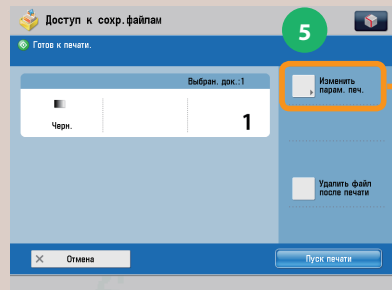 Доступ к сохр.файлам
5
Готов к печати.
Выбран. док.:1
Черн.
1
Изменить
парам. печ.
Удалить файл
после печати
Отмена
Пуск печати